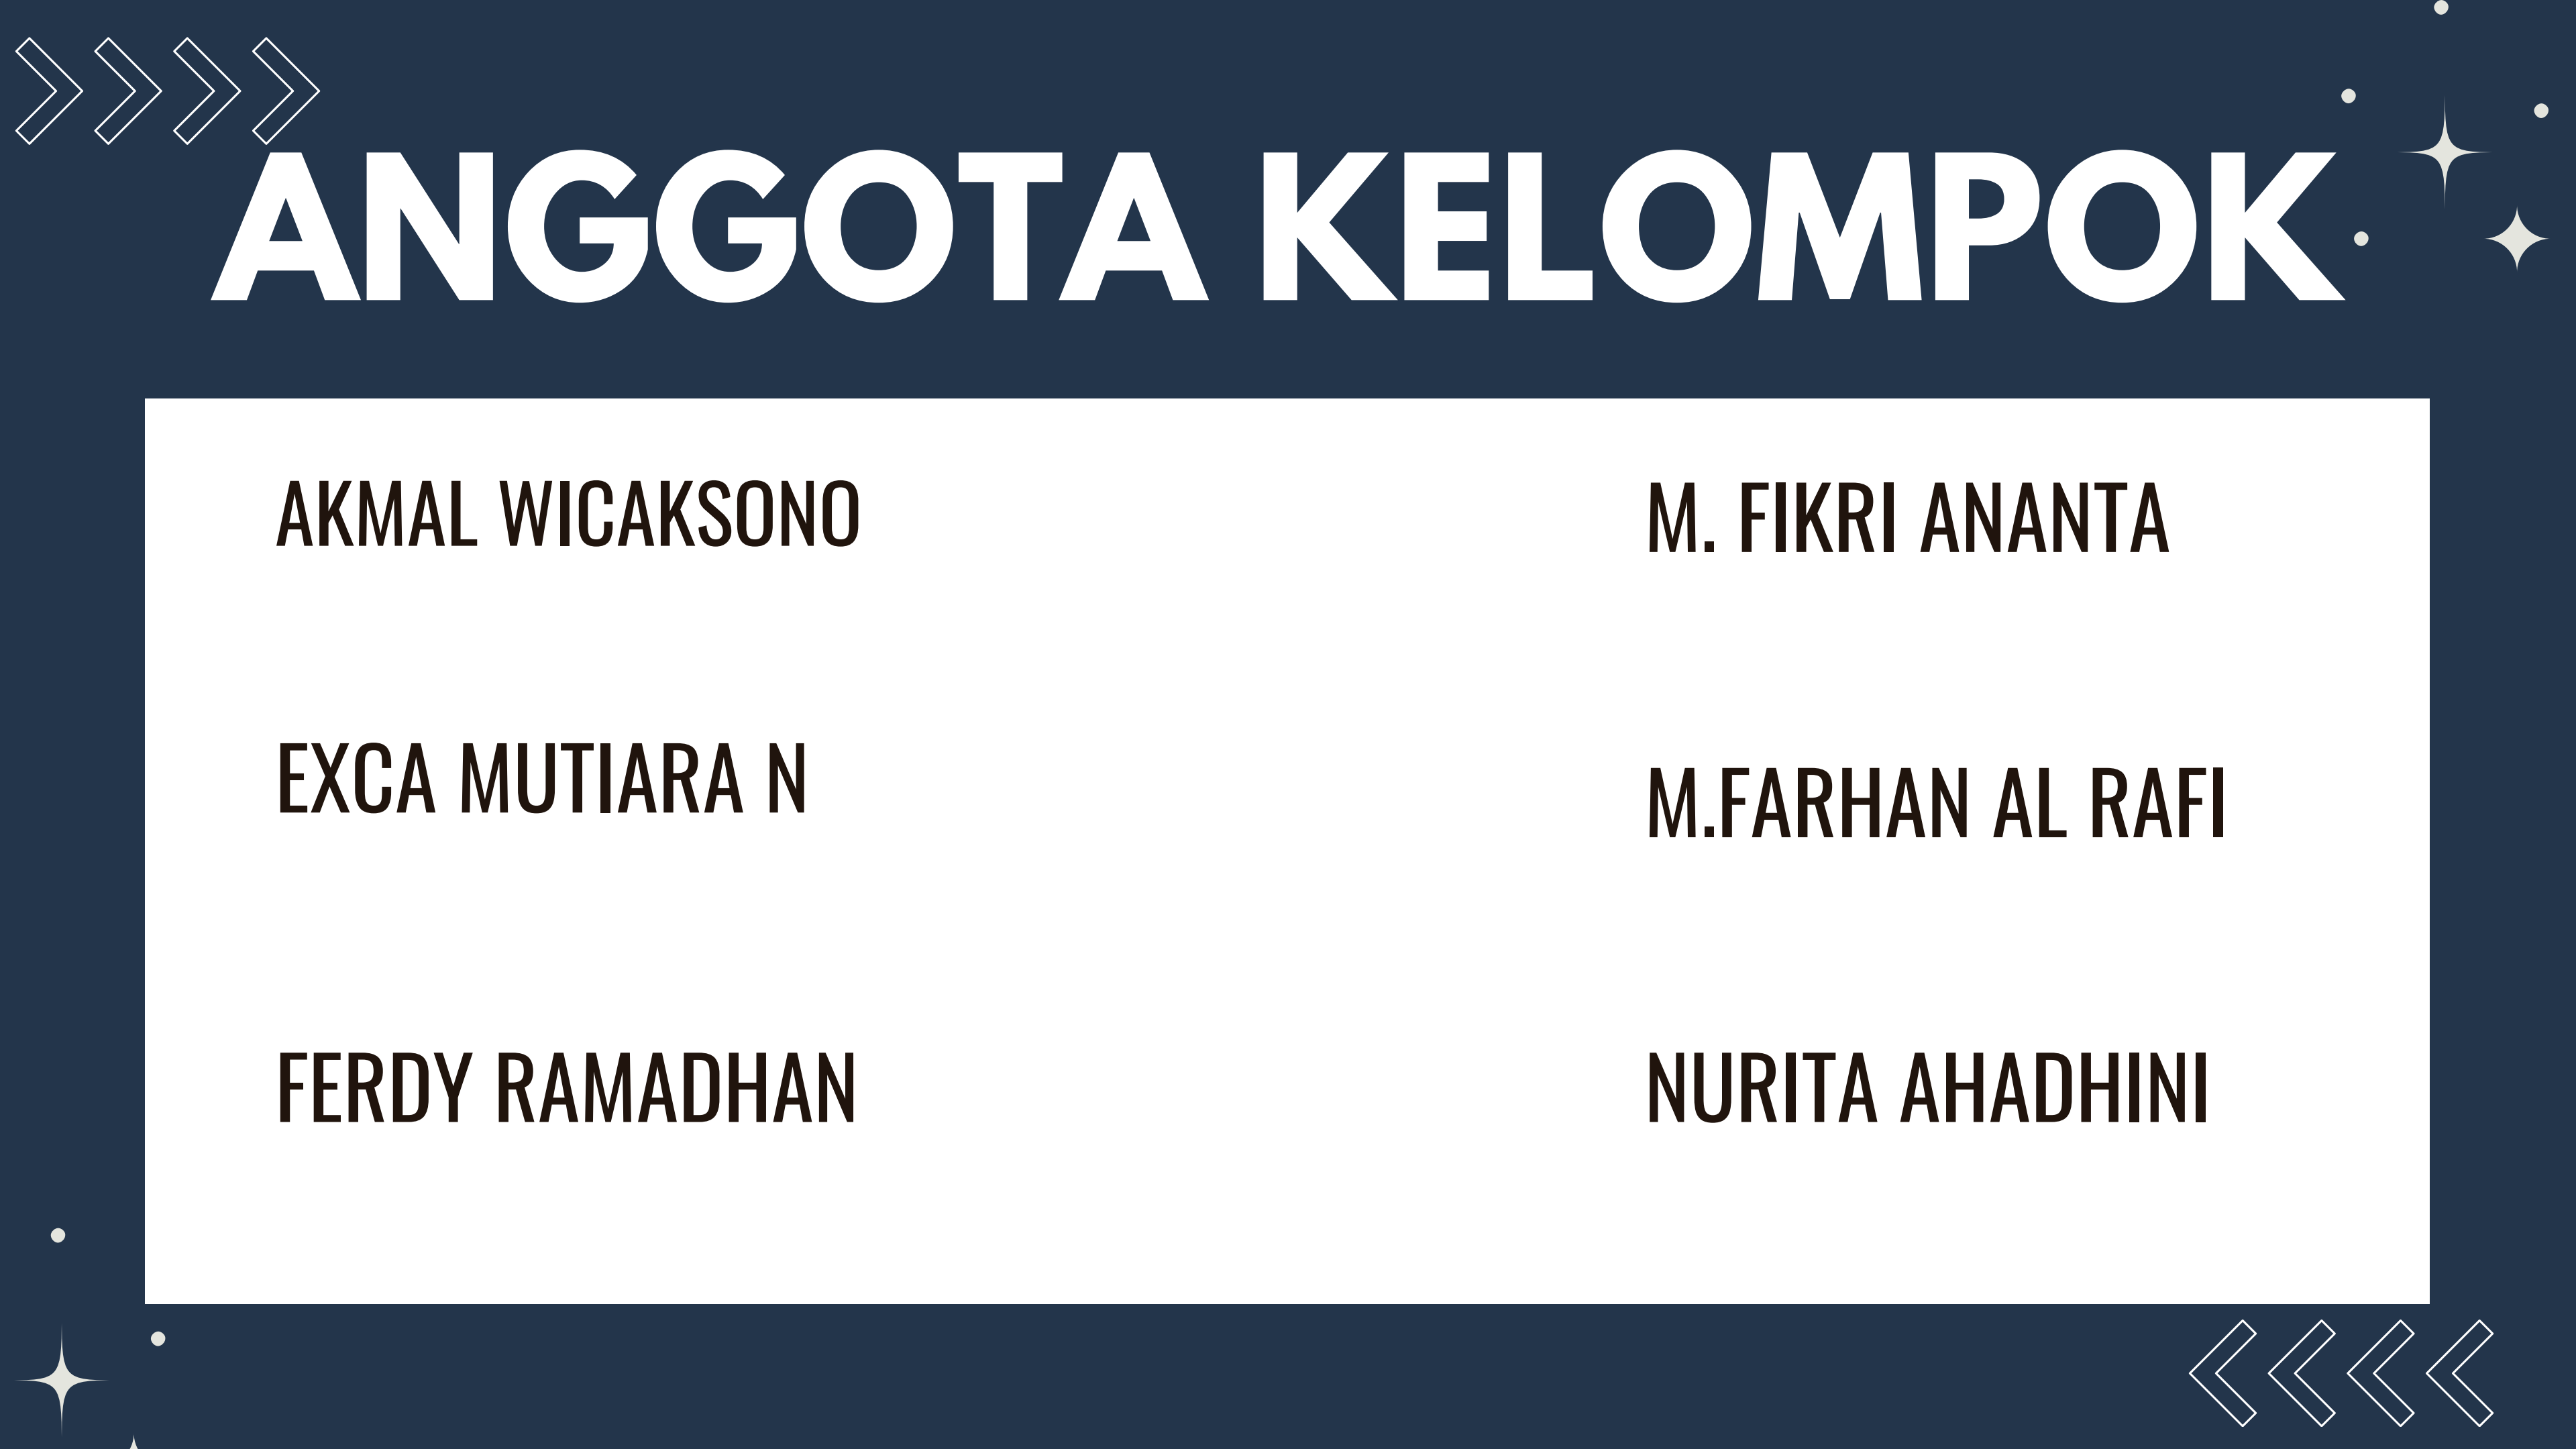 ANGGOTA KELOMPOK
AKMAL WICAKSONO
EXCA MUTIARA N
FERDY RAMADHAN
M. FIKRI ANANTA
M.FARHAN AL RAFI
NURITA AHADHINI